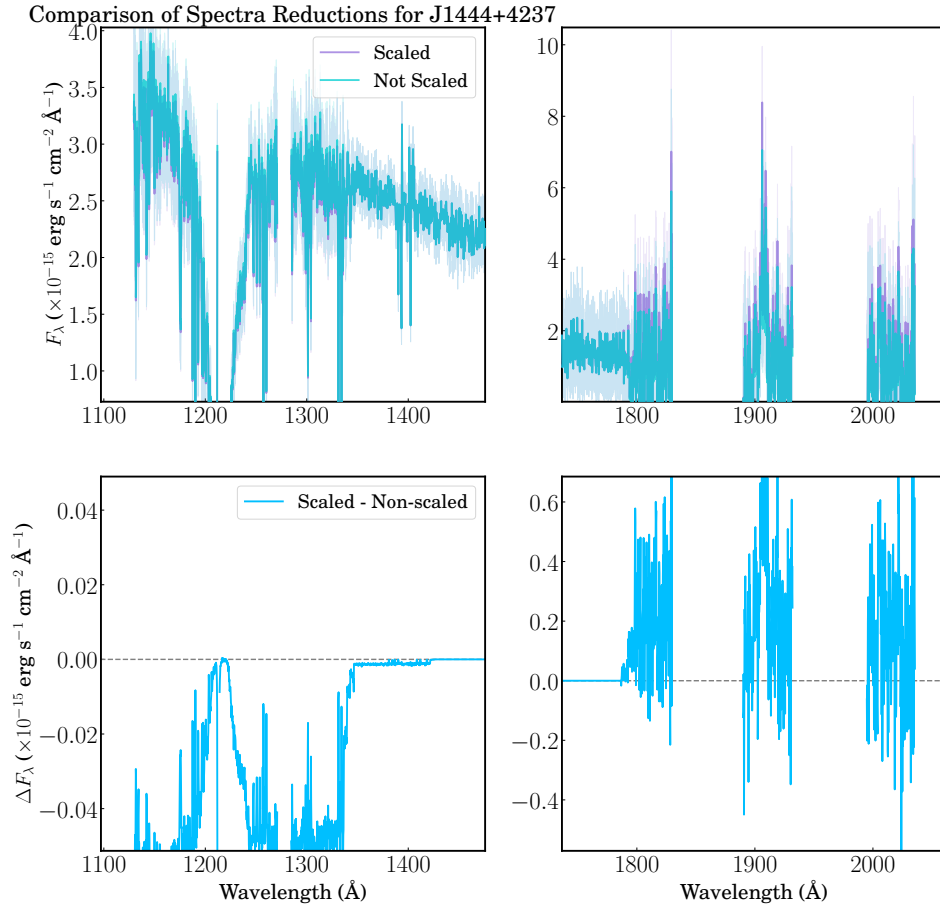 Comparison of Spectra Reductions for J1444+4237
4.0
3.5
3.0
2.5
2.0
1.5
1.0
F_λ (×10⁻¹⁵ erg s⁻¹ cm⁻² Å⁻¹)
Scaled
Not Scaled
1100 1200 1300 1400
10
8
6
4
2
1800 1900 2000
0.04
0.02
0.00
−0.02
−0.04
ΔF_λ (×10⁻¹⁵ erg s⁻¹ cm⁻² Å⁻¹)
Scaled - Non-scaled
1100 1200 1300 1400
Wavelength (Å)
0.6
0.4
0.2
0.0
−0.2
−0.4
1800 1900 2000
Wavelength (Å)